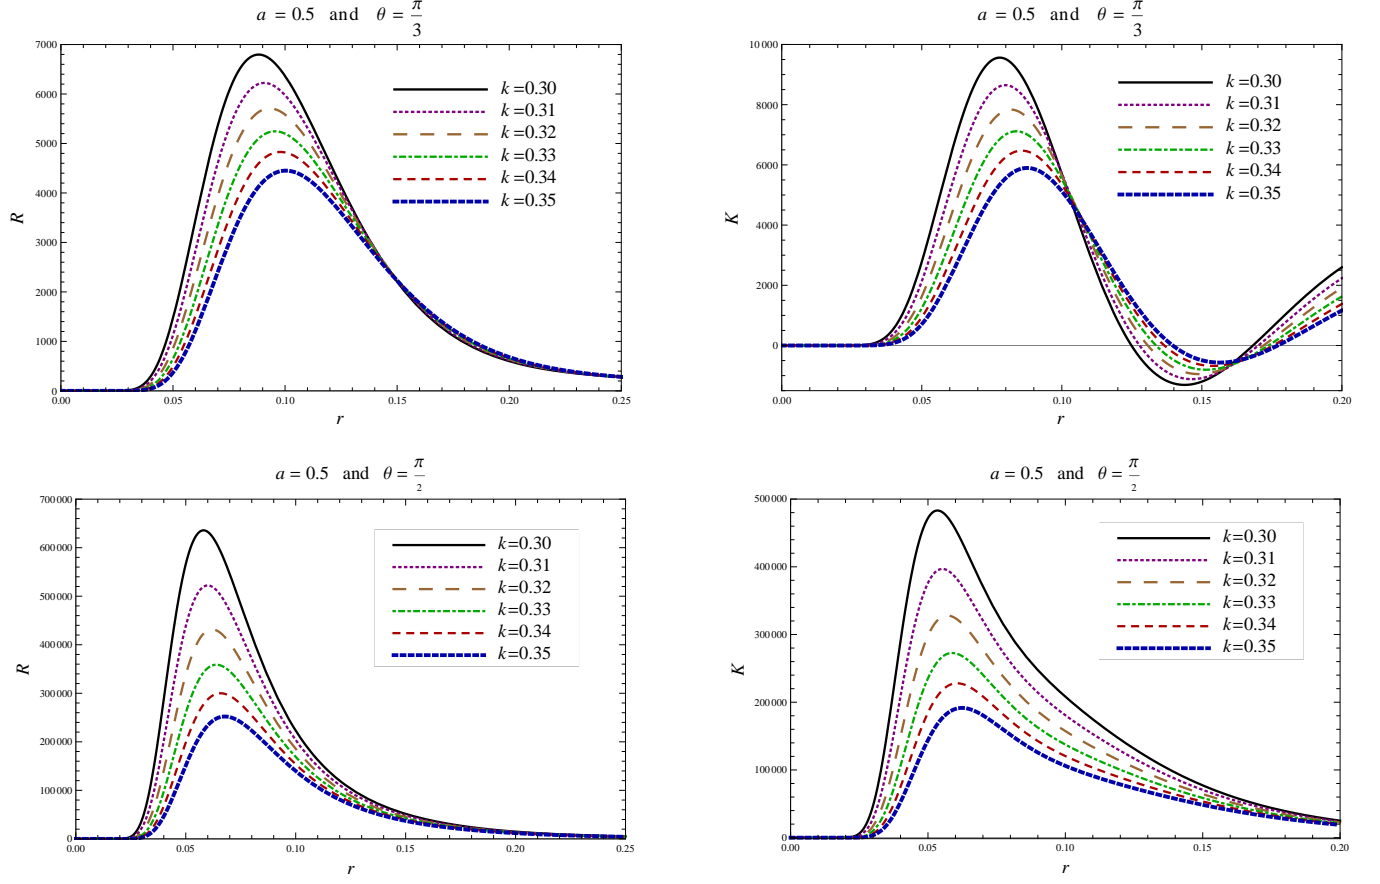 a = 0.5 and θ = π/3
7000
6000
5000
4000
3000
2000
1000
0
R
0.00 0.05 0.10 0.15 0.20 0.25
r
k=0.30
k=0.31
k=0.32
k=0.33
k=0.34
k=0.35
a = 0.5 and θ = π/3
10000
8000
6000
4000
2000
0
K
0.00 0.05 0.10 0.15 0.20
r
k=0.30
k=0.31
k=0.32
k=0.33
k=0.34
k=0.35
a = 0.5 and θ = π/2
700000
600000
500000
400000
300000
200000
100000
0
R
0.00 0.05 0.10 0.15 0.20 0.25
r
k=0.30
k=0.31
k=0.32
k=0.33
k=0.34
k=0.35
a = 0.5 and θ = π/2
500000
400000
300000
200000
100000
0
K
0.00 0.05 0.10 0.15 0.20
r
k=0.30
k=0.31
k=0.32
k=0.33
k=0.34
k=0.35